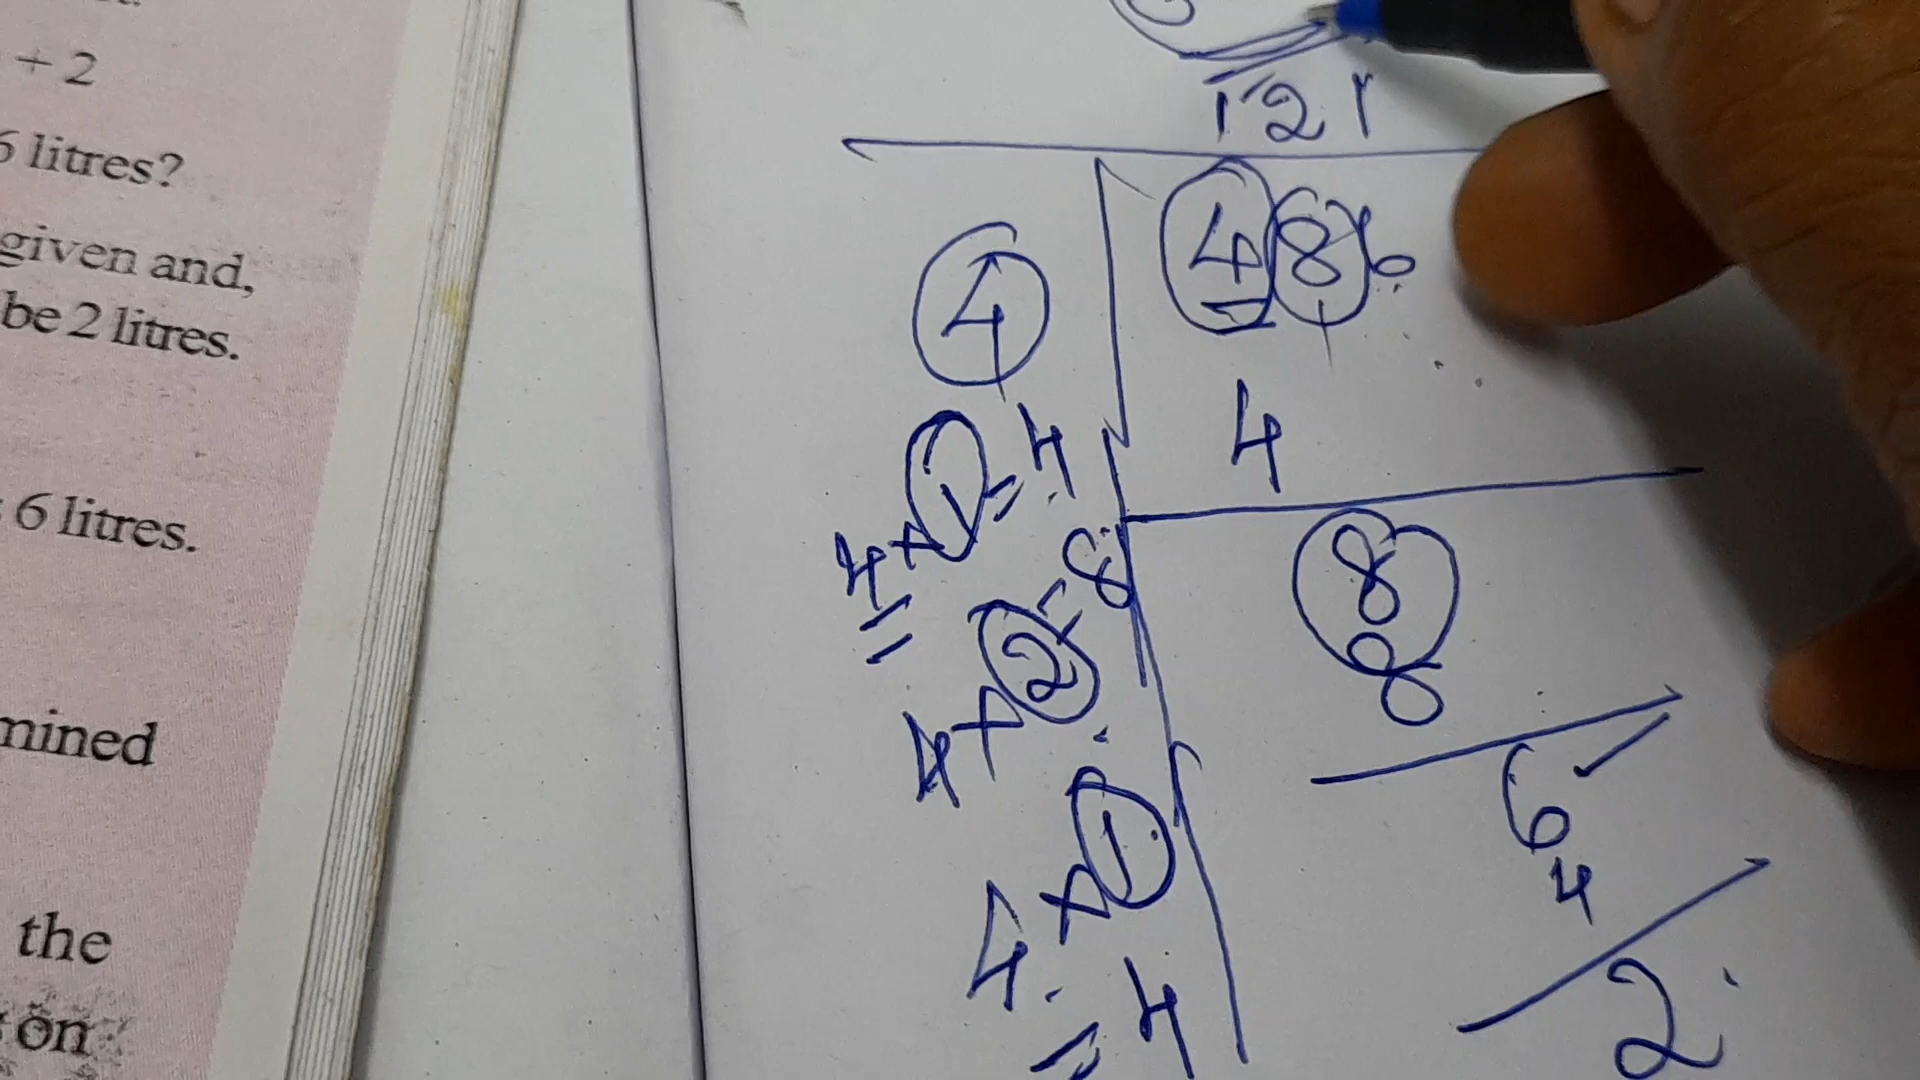 + 2
6 litres?
given and,
be 2 litres.
6 litres.
mined
the
on
121
4 486
4
4×1=4
8
4×2=8
8
6
4×1=4
4
2